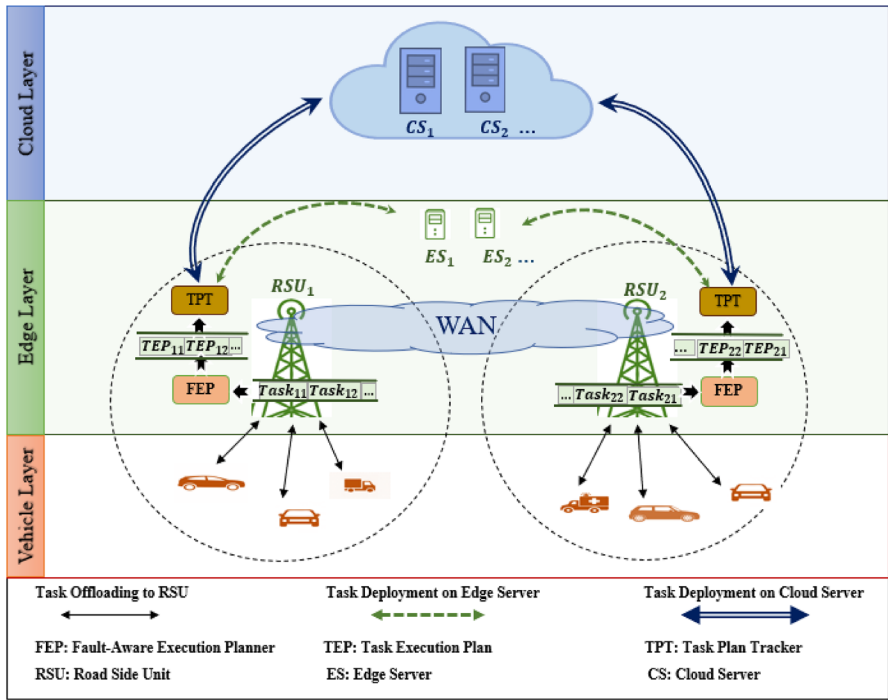 Cloud Layer
CS₁ CS₂ ...
Edge Layer
ES₁ ES₂ ...
TPT RSU₁ RSU₂ TPT
WAN
TEP₁₁ TEP₁₂ ... ... TEP₂₂ TEP₂₁
FEP Task₁₁ Task₁₂ ... ... Task₂₂ Task₂₁ FEP
Vehicle Layer
Task Offloading to RSU Task Deployment on Edge Server Task Deployment on Cloud Server
FEP: Fault-Aware Execution Planner TEP: Task Execution Plan TPT: Task Plan Tracker
RSU: Road Side Unit ES: Edge Server CS: Cloud Server